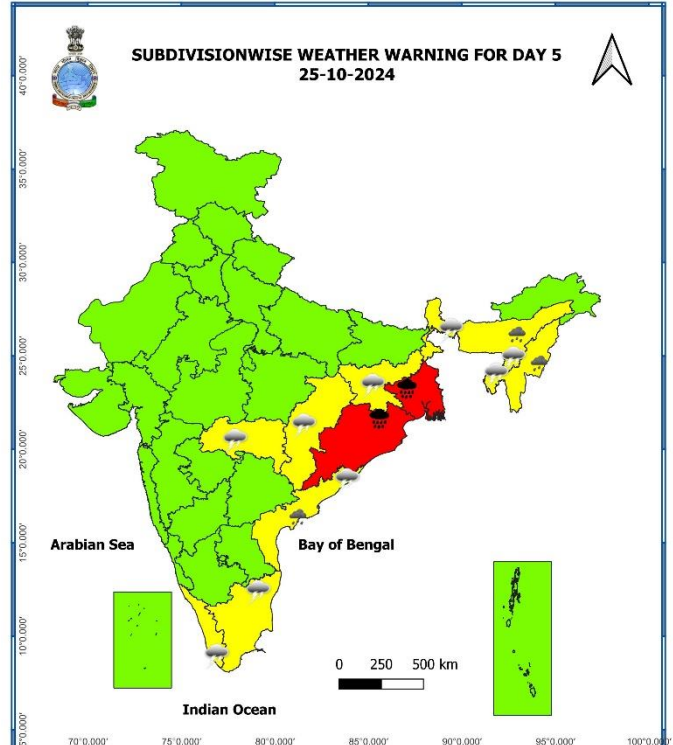 SUBDIVISIONWISE WEATHER WARNING FOR DAY 5
25-10-2024
40°0.000'
35°0.000'
30°0.000'
25°0.000'
20°0.000'
15°0.000'
10°0.000'
5°0.000'
Arabian Sea
Bay of Bengal
0 250 500 km
Indian Ocean
70°0.000' 75°0.000' 80°0.000' 85°0.000' 90°0.000' 95°0.000' 100°0.000'